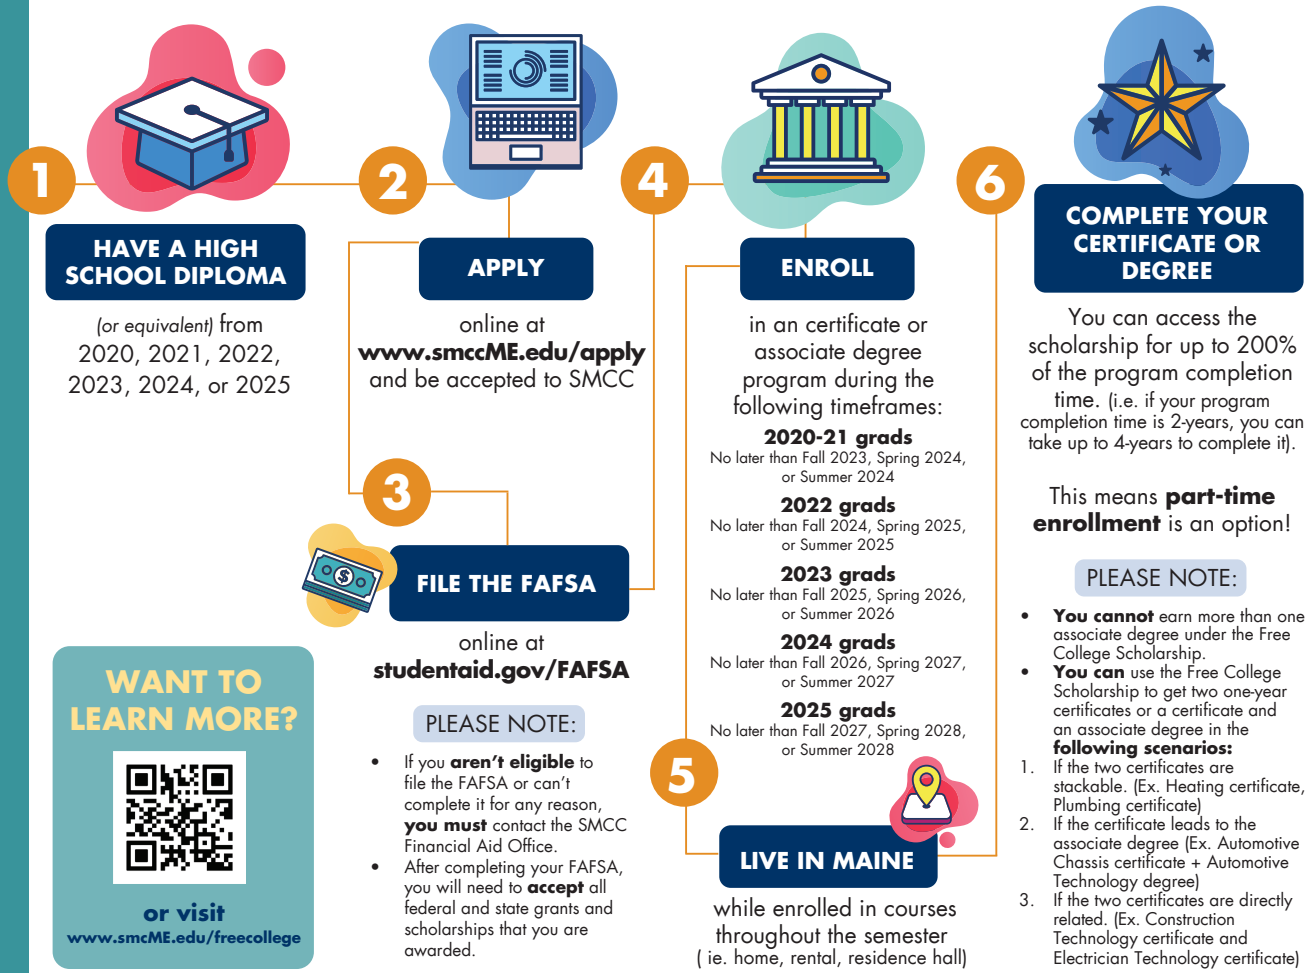 1
HAVE A HIGH
SCHOOL DIPLOMA
(or equivalent) from
2020, 2021, 2022,
2023, 2024, or 2025
2
APPLY
online at
www.smccME.edu/apply
and be accepted to SMCC
3
FILE THE FAFSA
online at
studentaid.gov/FAFSA
PLEASE NOTE:
• If you aren't eligible to
file the FAFSA or can't
complete it for any reason,
you must contact the SMCC
Financial Aid Office.
• After completing your FAFSA,
you will need to accept all
federal and state grants and
scholarships that you are
awarded.
4
ENROLL
in an certificate or
associate degree
program during the
following timeframes:
2020-21 grads
No later than Fall 2023, Spring 2024,
or Summer 2024
2022 grads
No later than Fall 2024, Spring 2025,
or Summer 2025
2023 grads
No later than Fall 2025, Spring 2026,
or Summer 2026
2024 grads
No later than Fall 2026, Spring 2027,
or Summer 2027
2025 grads
No later than Fall 2027, Spring 2028,
or Summer 2028
5
LIVE IN MAINE
while enrolled in courses
throughout the semester
( ie. home, rental, residence hall)
6
COMPLETE YOUR
CERTIFICATE OR
DEGREE
You can access the
scholarship for up to 200%
of the program completion
time. (i.e. if your program
completion time is 2-years, you can
take up to 4-years to complete it).
This means part-time
enrollment is an option!
PLEASE NOTE:
• You cannot earn more than one
associate degree under the Free
College Scholarship.
• You can use the Free College
Scholarship to get two one-year
certificates or a certificate and
an associate degree in the
following scenarios:
1. If the two certificates are
stackable. (Ex. Heating certificate,
Plumbing certificate)
2. If the certificate leads to the
associate degree (Ex. Automotive
Chassis certificate + Automotive
Technology degree)
3. If the two certificates are directly
related. (Ex. Construction
Technology certificate and
Electrician Technology certificate)
WANT TO
LEARN MORE?
or visit
www.smcME.edu/freecollege